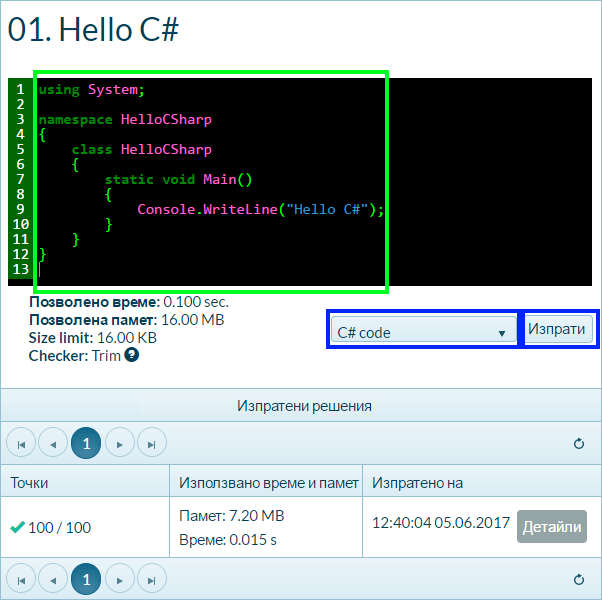 01. Hello C#
1 using System;
2
3 namespace HelloCSharp
4 {
5 class HelloCSharp
6 {
7 static void Main()
8 {
9 Console.WriteLine("Hello C#");
10 }
11 }
12 }
13
Позволено време: 0.100 sec.
Позволена памет: 16.00 MB
Size limit: 16.00 KB
Checker: Trim ?
C# code
Изпрати
Изпратени решения
1
Точки Използвано време и памет Изпратено на
100 / 100
Памет: 7.20 MB
Време: 0.015 s
12:40:04 05.06.2017 Детайли
1